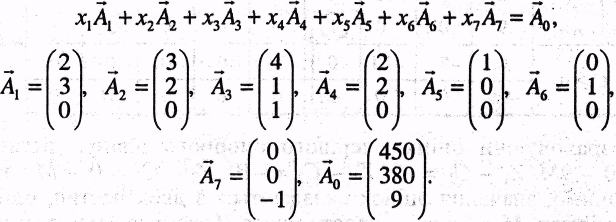 x₁A⃗₁ + x₂A⃗₂ + x₃A⃗₃ + x₄A⃗₄ + x₅A⃗₅ + x₆A⃗₆ + x₇A⃗₇ = A⃗₀,
A⃗₁ = (2 3 0), A⃗₂ = (3 2 0), A⃗₃ = (4 1 1), A⃗₄ = (2 2 0), A⃗₅ = (1 0 0), A⃗₆ = (0 1 0),
A⃗₇ = (0 0 −1), A⃗₀ = (450 380 9).